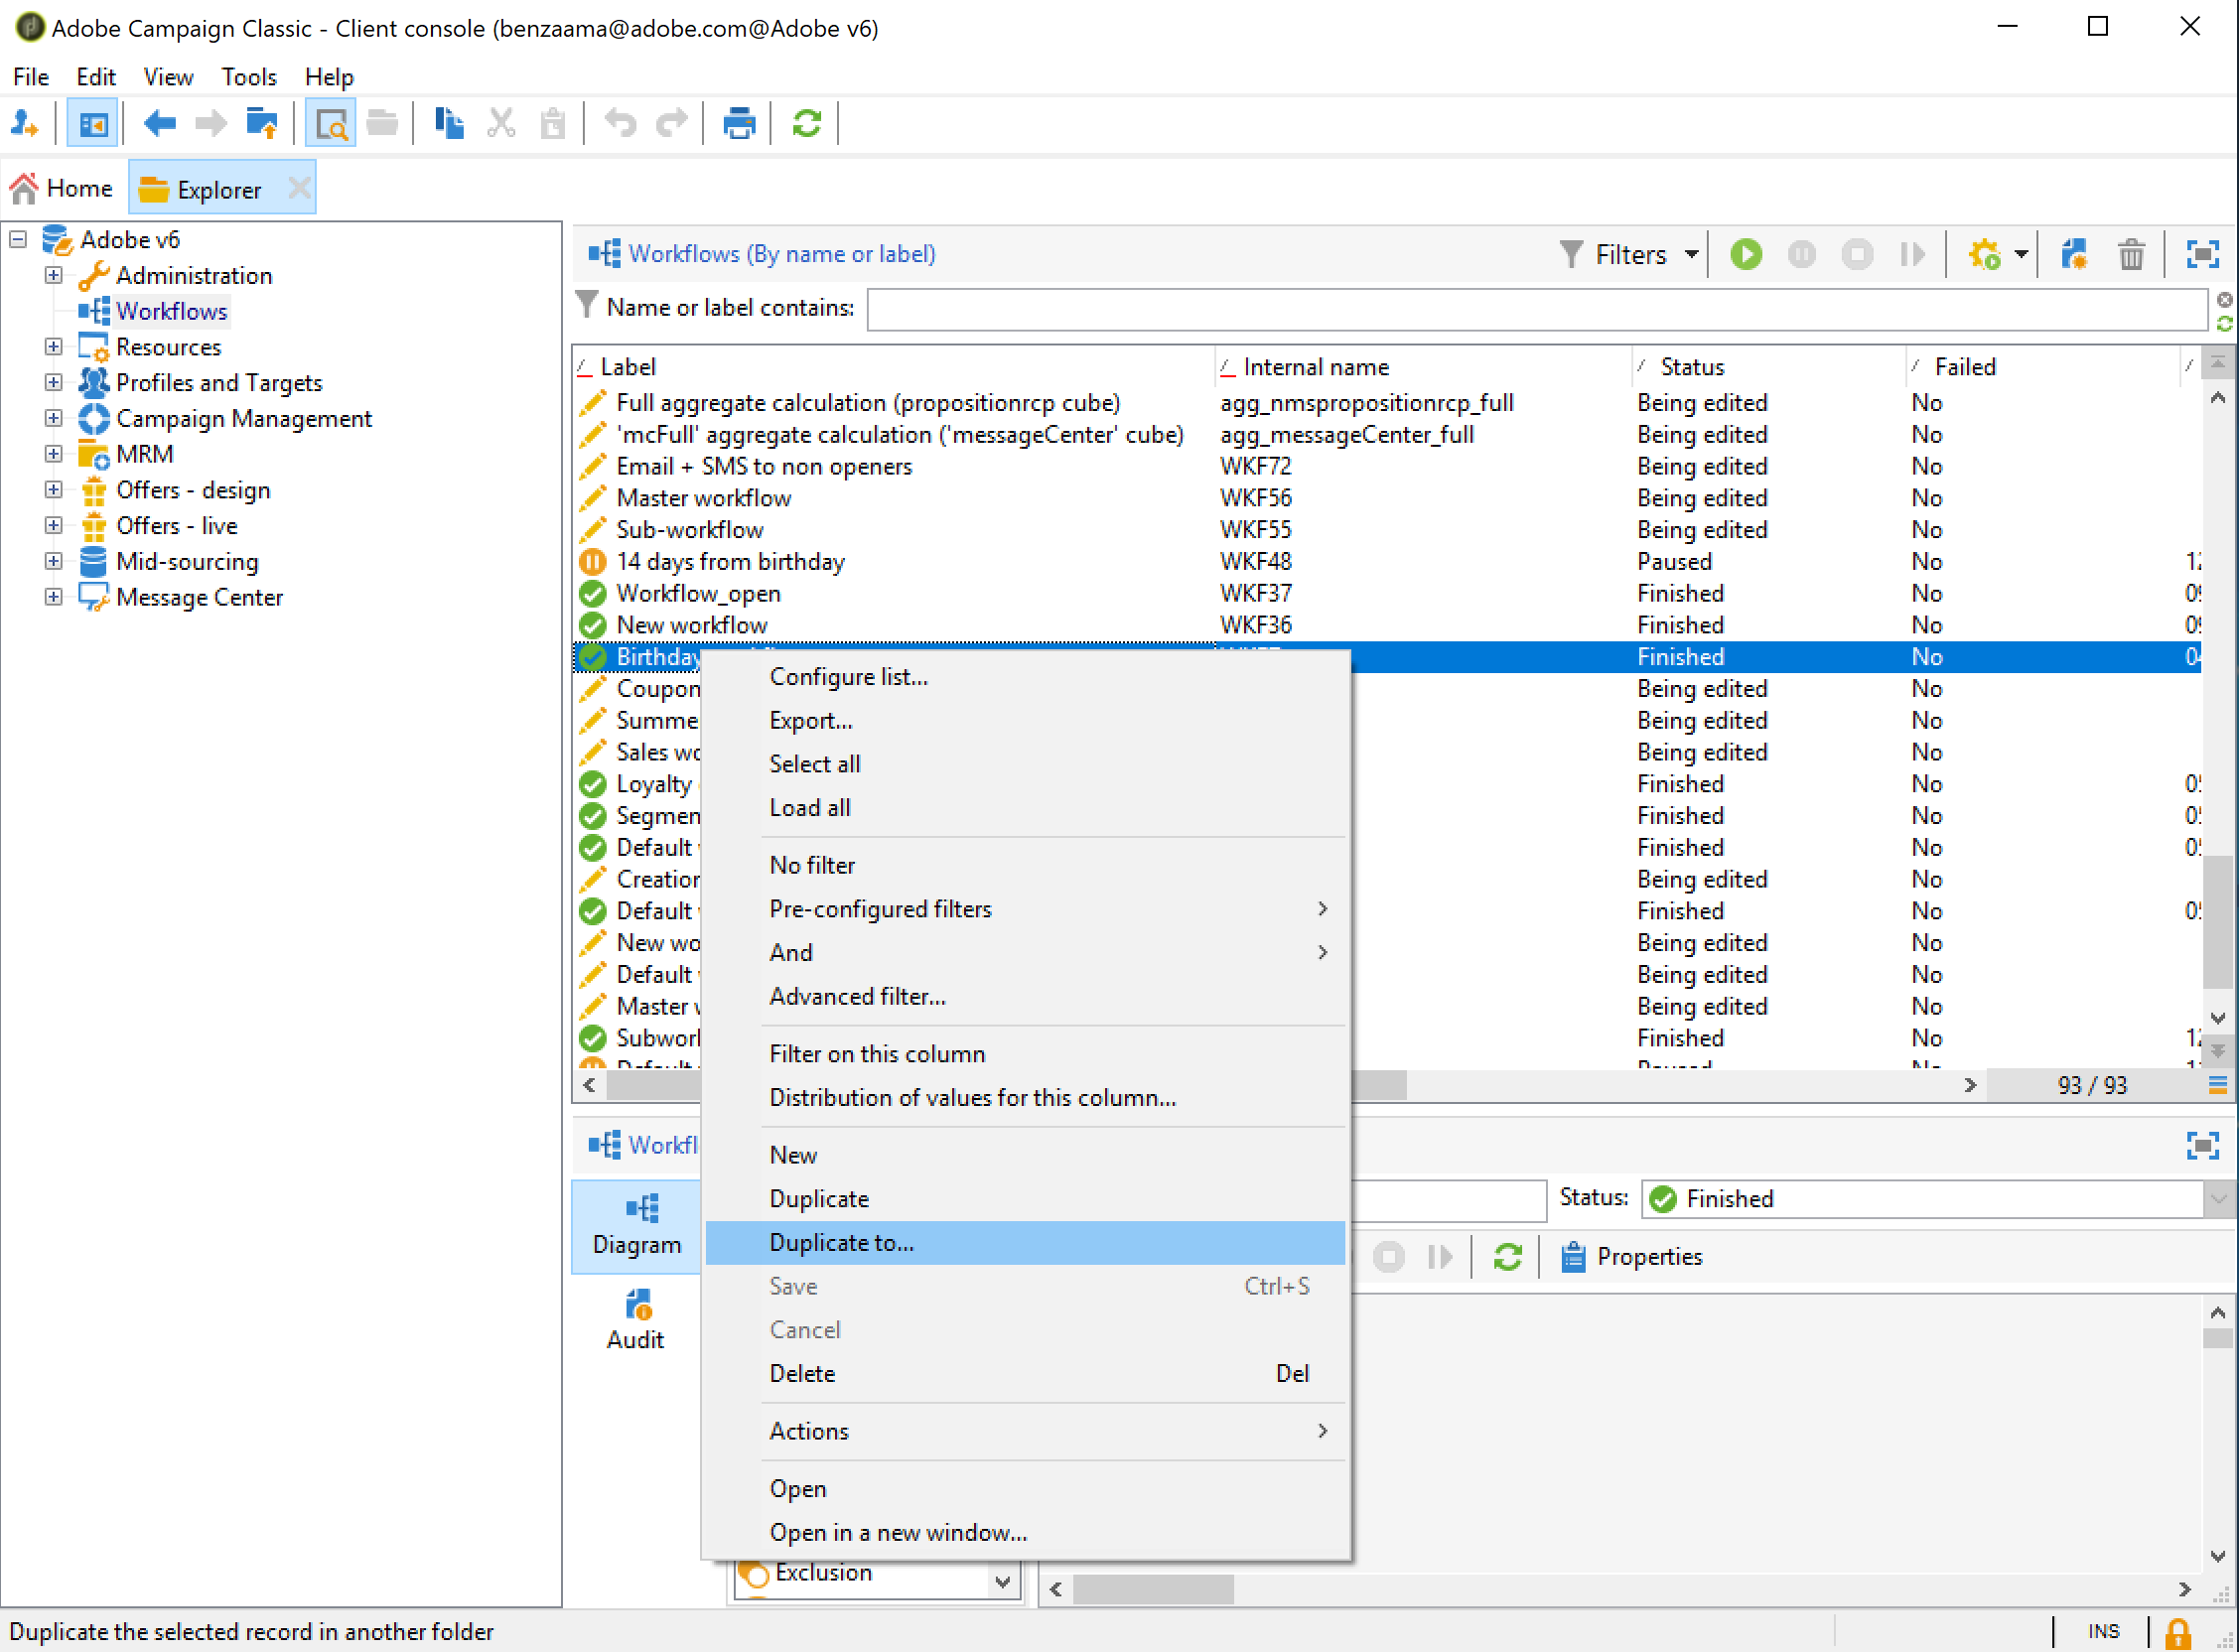 Adobe Campaign Classic - Client console (benzaama@adobe.com@Adobe v6)
File Edit View Tools Help
Home Explorer
Adobe v6
Administration
Workflows
Resources
Profiles and Targets
Campaign Management
MRM
Offers - design
Offers - live
Mid-sourcing
Message Center
Workflows (By name or label) Filters
Name or label contains:
Label Internal name Status Failed
Full aggregate calculation (propositionrcp cube) agg_nmspropositionrcp_full Being edited No
'mcFull' aggregate calculation ('messageCenter' cube) agg_messageCenter_full Being edited No
Email + SMS to non openers WKF72 Being edited No
Master workflow WKF56 Being edited No
Sub-workflow WKF55 Being edited No
14 days from birthday WKF48 Paused No
Workflow_open WKF37 Finished No
New workflow WKF36 Finished No
Birthday Finished No
Coupon Being edited No
Summe Being edited No
Sales wo Being edited No
Loyalty Finished No
Segmen Finished No
Default Finished No
Creation Being edited No
Default Finished No
New wo Being edited No
Default Being edited No
Master Being edited No
Subwork Finished No
93 / 93
Configure list...
Export...
Select all
Load all
No filter
Pre-configured filters
And
Advanced filter...
Filter on this column
Distribution of values for this column...
New
Duplicate
Duplicate to...
Save Ctrl+S
Cancel
Delete Del
Actions
Open
Open in a new window...
Workfl
Status: Finished
Diagram
Properties
Audit
Exclusion
Duplicate the selected record in another folder INS